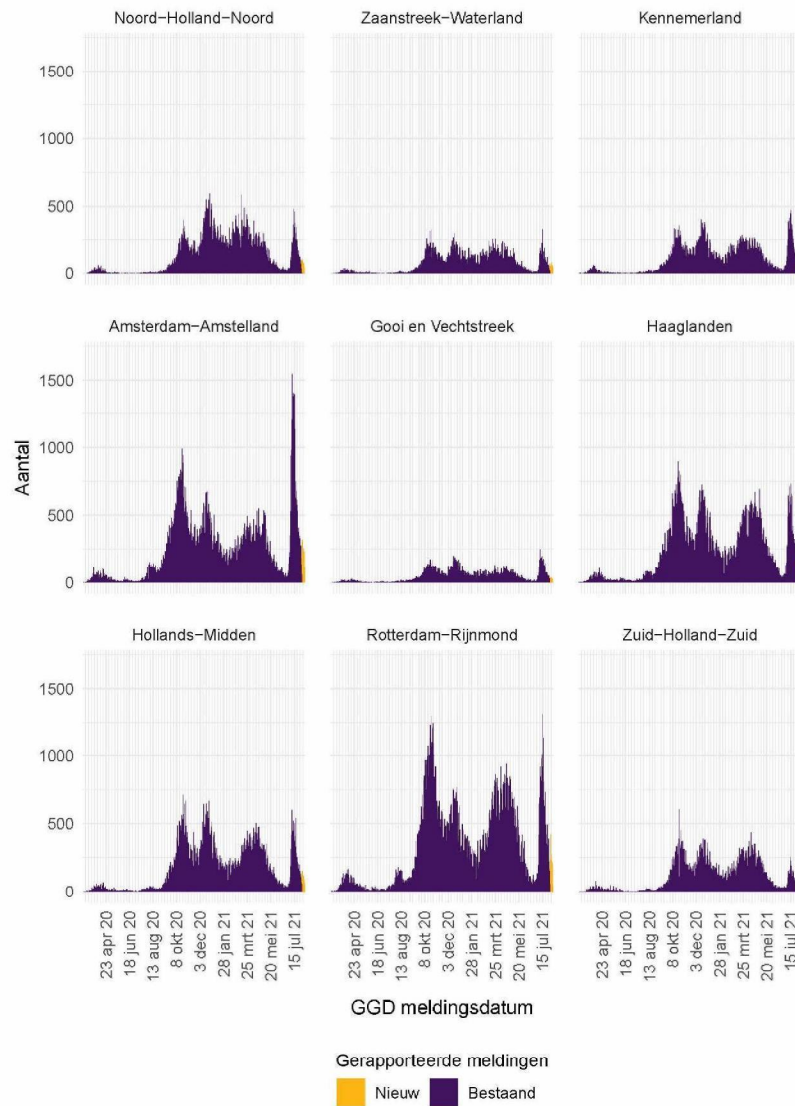 Noord−Holland−Noord Zaanstreek−Waterland Kennemerland
1500
1000
500
0
Amsterdam−Amstelland Gooi en Vechtstreek Haaglanden
1500
1000
500
0
Aantal
Hollands−Midden Rotterdam−Rijnmond Zuid−Holland−Zuid
1500
1000
500
0
23 apr 20 18 jun 20 13 aug 20 8 okt 20 3 dec 20 28 jan 21 25 mrt 21 20 mei 21 15 jul 21
23 apr 20 18 jun 20 13 aug 20 8 okt 20 3 dec 20 28 jan 21 25 mrt 21 20 mei 21 15 jul 21
23 apr 20 18 jun 20 13 aug 20 8 okt 20 3 dec 20 28 jan 21 25 mrt 21 20 mei 21 15 jul 21
GGD meldingsdatum
Gerapporteerde meldingen
Nieuw Bestaand